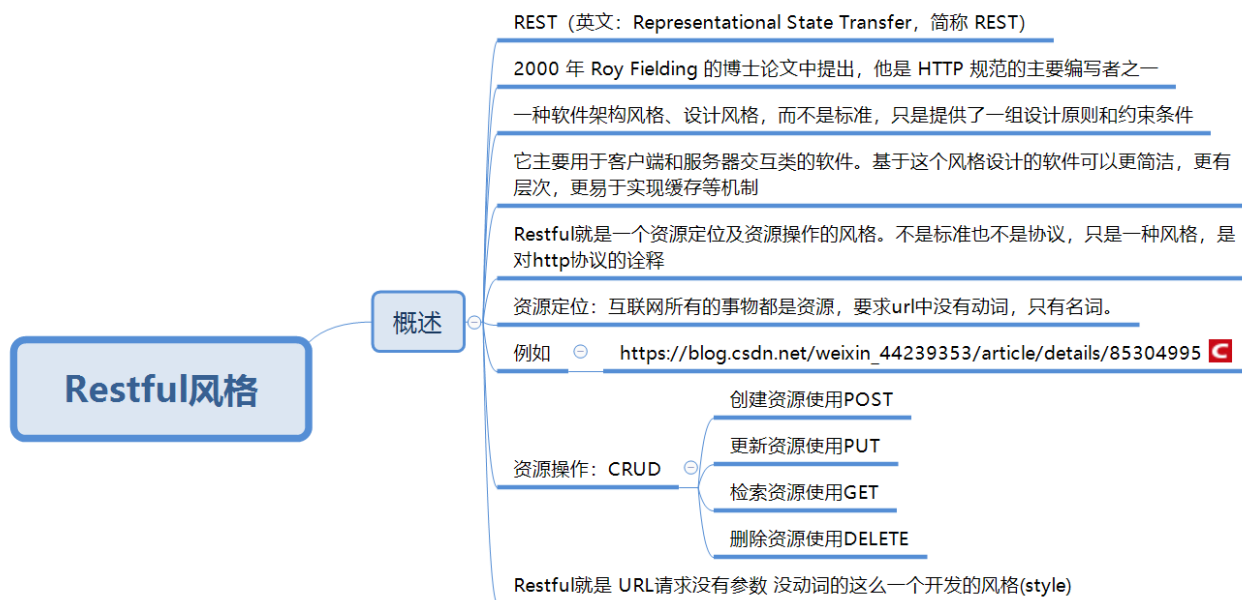 REST（英文：Representational State Transfer，简称 REST）
2000 年 Roy Fielding 的博士论文中提出，他是 HTTP 规范的主要编写者之一
一种软件架构风格、设计风格，而不是标准，只是提供了一组设计原则和约束条件
它主要用于客户端和服务器交互类的软件。基于这个风格设计的软件可以更简洁，更有
层次，更易于实现缓存等机制
Restful就是一个资源定位及资源操作的风格。不是标准也不是协议，只是一种风格，是
对http协议的诠释
资源定位：互联网所有的事物都是资源，要求url中没有动词，只有名词。
概述
例如 https://blog.csdn.net/weixin_44239353/article/details/85304995
Restful风格
创建资源使用POST
更新资源使用PUT
资源操作：CRUD
检索资源使用GET
删除资源使用DELETE
Restful就是 URL请求没有参数 没动词的这么一个开发的风格(style)